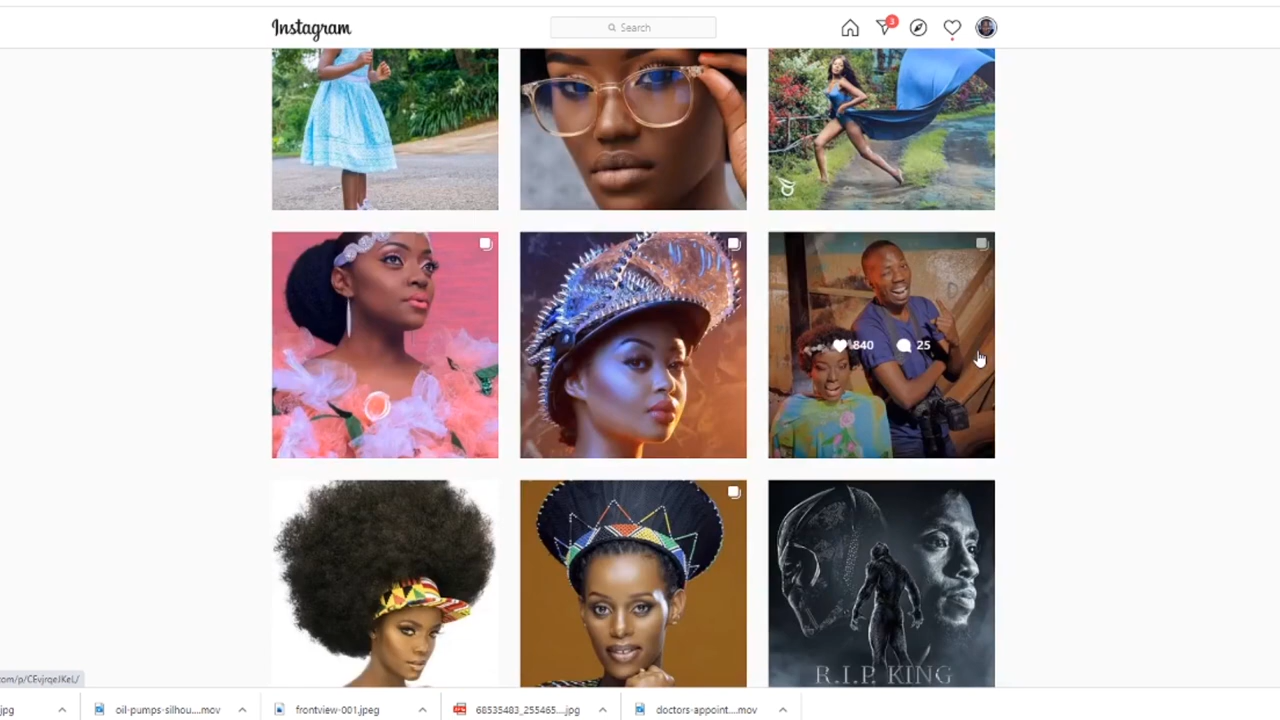 Instagram
Search
3
840 25
R.I.P. KING
com/p/CEvjrqeJKeL/
jpg
oil-pumps-silhou....mov
frontview-001.jpeg
68535483_255465....jpg
doctors-appoint....mov